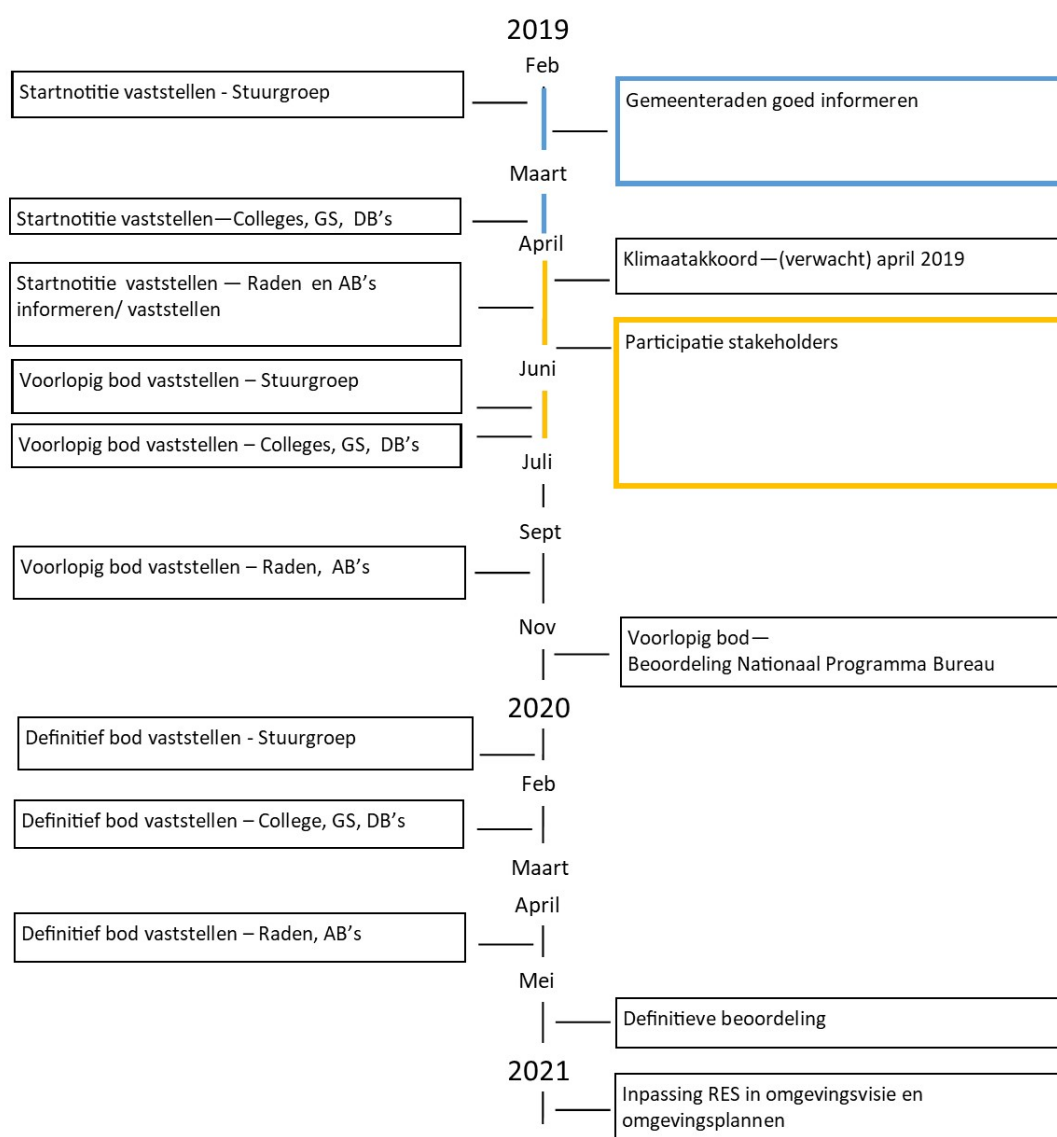 2019
Feb
Startnotitie vaststellen - Stuurgroep
Gemeenteraden goed informeren
Maart
Startnotitie vaststellen—Colleges, GS, DB's
April
Klimaatakkoord—(verwacht) april 2019
Startnotitie vaststellen — Raden en AB's
informeren/ vaststellen
Participatie stakeholders
Juni
Voorlopig bod vaststellen – Stuurgroep
Voorlopig bod vaststellen – Colleges, GS, DB's
Juli
Sept
Voorlopig bod vaststellen – Raden, AB's
Nov
Voorlopig bod—
Beoordeling Nationaal Programma Bureau
2020
Definitief bod vaststellen - Stuurgroep
Feb
Definitief bod vaststellen – College, GS, DB's
Maart
April
Definitief bod vaststellen – Raden, AB's
Mei
Definitieve beoordeling
2021
Inpassing RES in omgevingsvisie en
omgevingsplannen